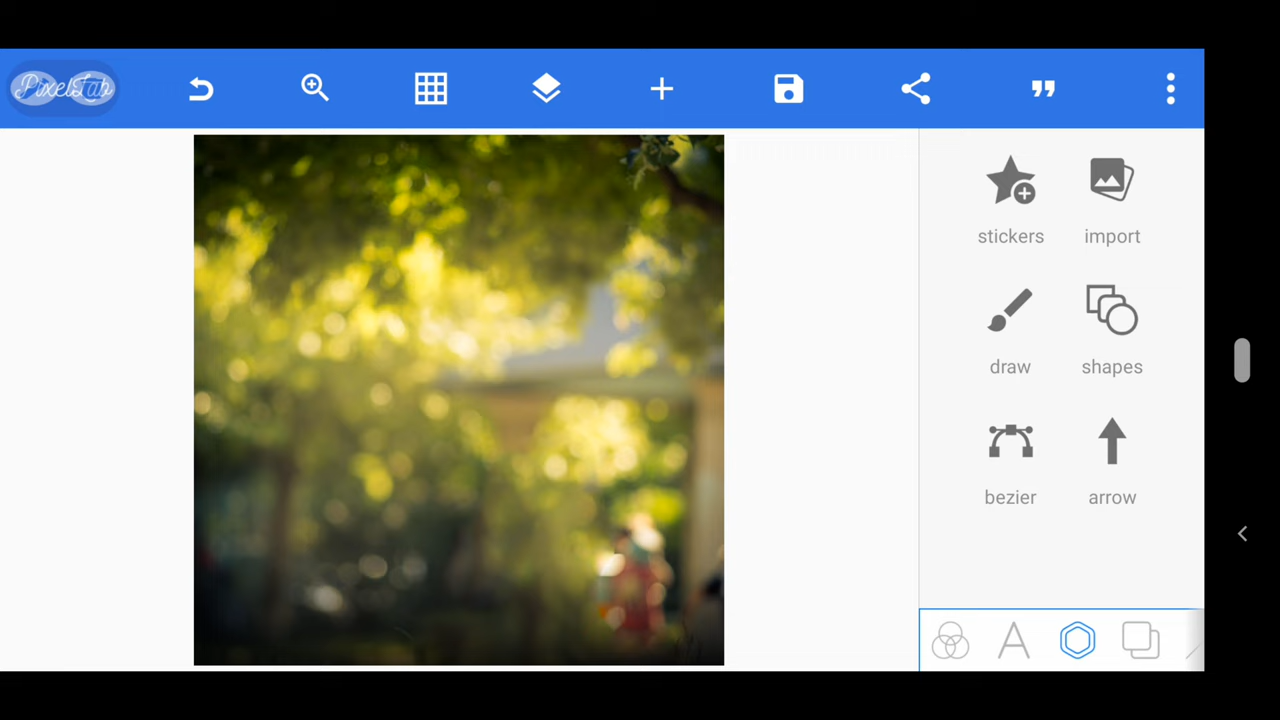 PixelLab
stickers
import
draw
shapes
bezier
arrow